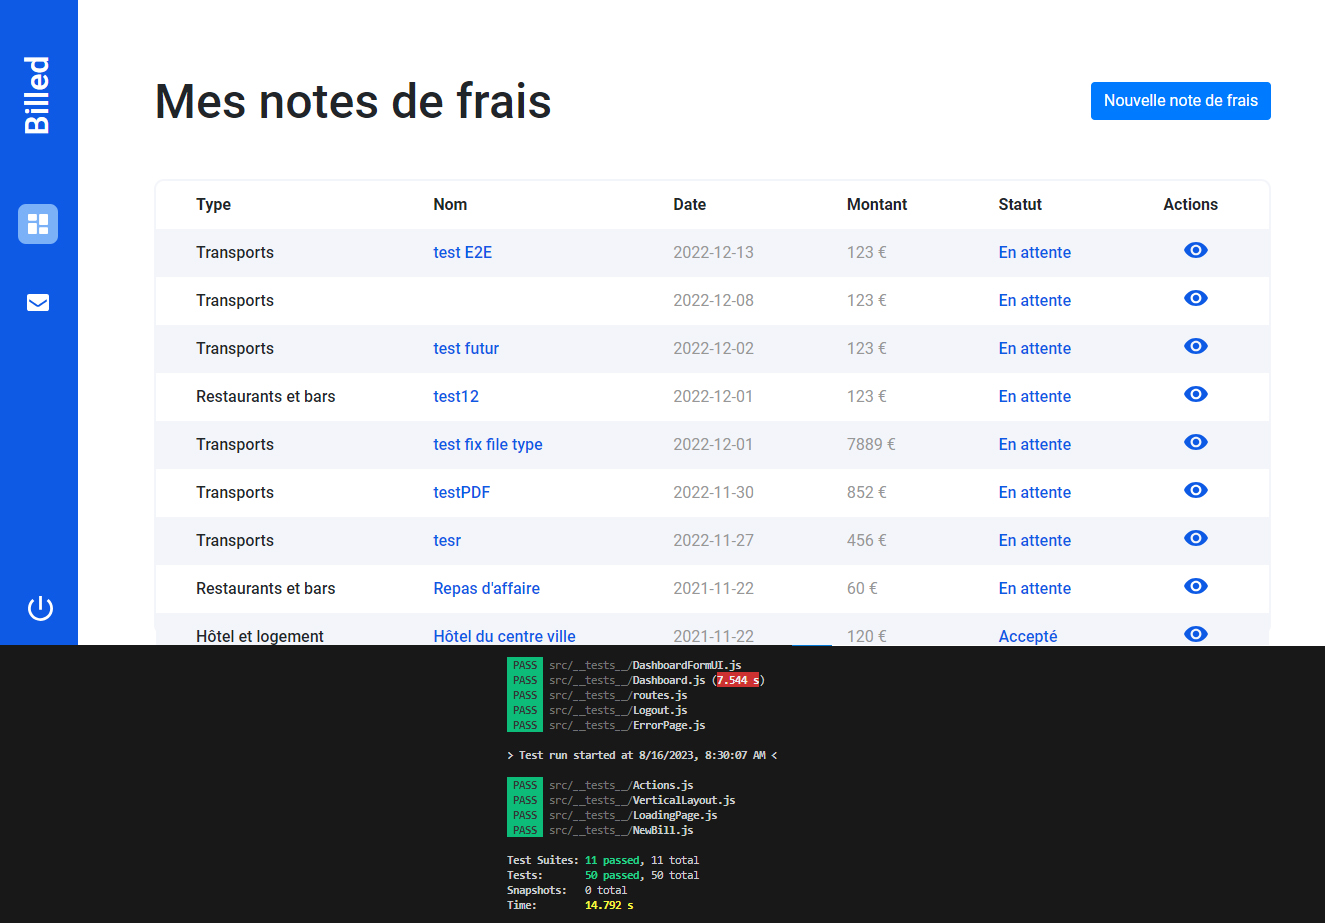 Billed
Mes notes de frais
Nouvelle note de frais
Type Nom Date Montant Statut Actions
Transports test E2E 2022-12-13 123 € En attente
Transports 2022-12-08 123 € En attente
Transports test futur 2022-12-02 123 € En attente
Restaurants et bars test12 2022-12-01 123 € En attente
Transports test fix file type 2022-12-01 7889 € En attente
Transports testPDF 2022-11-30 852 € En attente
Transports tesr 2022-11-27 456 € En attente
Restaurants et bars Repas d'affaire 2021-11-22 60 € En attente
Hôtel et logement Hôtel du centre ville 2021-11-22 120 € Accepté
PASS src/__tests__/DashboardFormUI.js
PASS src/__tests__/Dashboard.js (7.544 s)
PASS src/__tests__/routes.js
PASS src/__tests__/Logout.js
PASS src/__tests__/ErrorPage.js
> Test run started at 8/16/2023, 8:30:07 AM <
PASS src/__tests__/Actions.js
PASS src/__tests__/VerticalLayout.js
PASS src/__tests__/LoadingPage.js
PASS src/__tests__/NewBill.js
Test Suites: 11 passed, 11 total
Tests: 50 passed, 50 total
Snapshots: 0 total
Time: 14.792 s